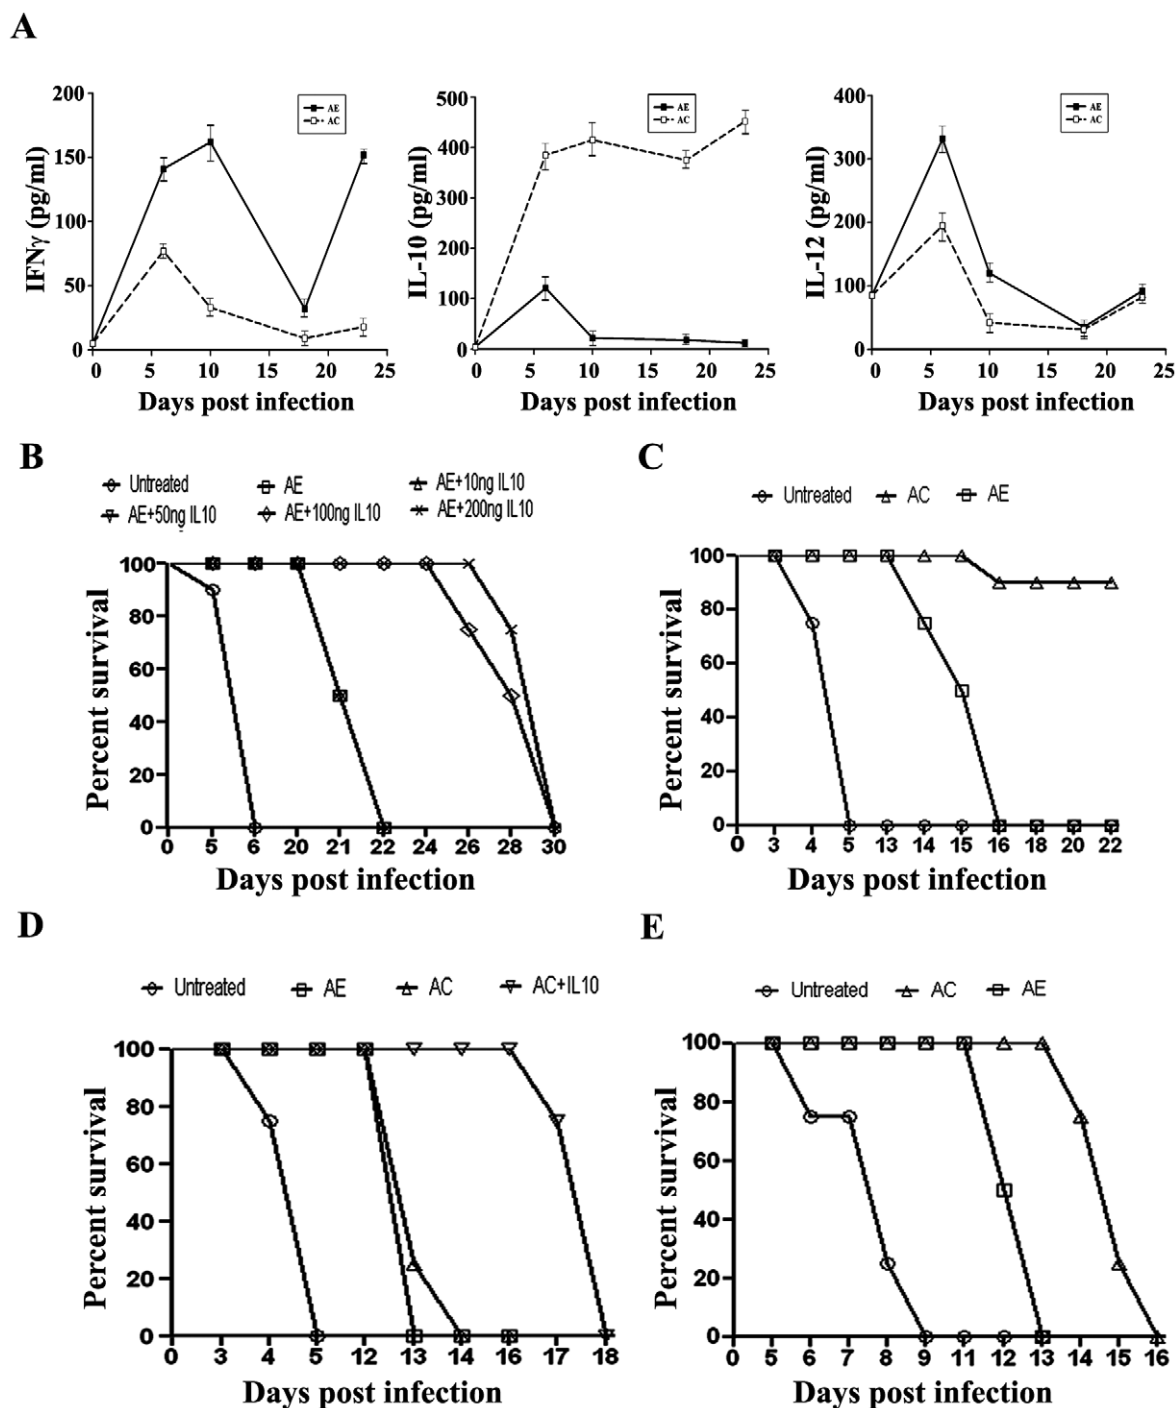 A
IFNγ (pg/ml)
200
150
100
50
0
AE
AC
0 5 10 15 20 25
Days post infection
IL-10 (pg/ml)
500
400
300
200
100
0
AE
AC
0 5 10 15 20 25
Days post infection
IL-12 (pg/ml)
400
300
200
100
0
AE
AC
0 5 10 15 20 25
Days post infection
B
Untreated AE AE+10ng IL10
AE+50ng IL10 AE+100ng IL10 AE+200ng IL10
Percent survival
100
80
60
40
20
0
0 5 6 20 21 22 24 26 28 30
Days post infection
C
Untreated AC AE
Percent survival
100
80
60
40
20
0
0 3 4 5 13 14 15 16 18 20 22
Days post infection
D
Untreated AE AC AC+IL10
Percent survival
100
80
60
40
20
0
0 3 4 5 12 13 14 16 17 18
Days post infection
E
Untreated AC AE
Percent survival
100
80
60
40
20
0
0 5 6 7 8 9 11 12 13 14 15 16
Days post infection